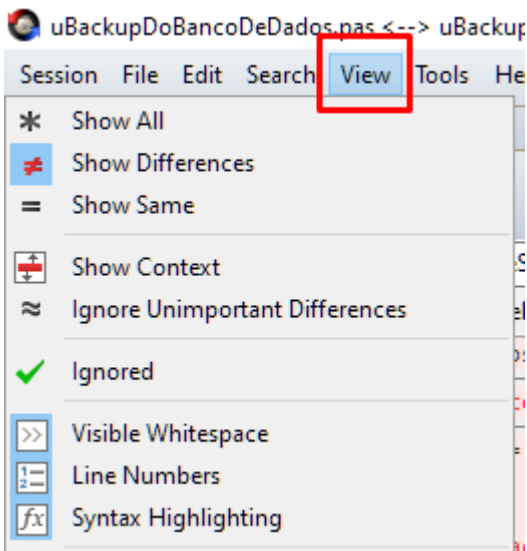 uBackupDoBancoDeDados.pas <--> uBackup
Session File Edit Search View Tools He
Show All
Show Differences
Show Same
Show Context
Ignore Unimportant Differences
Ignored
Visible Whitespace
Line Numbers
Syntax Highlighting